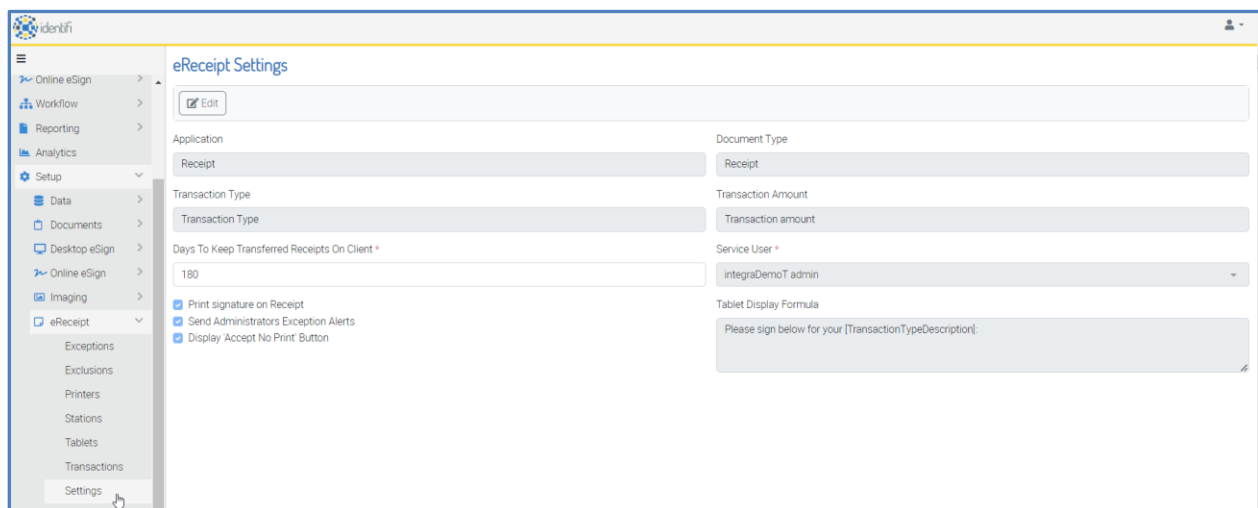 identifi
Online eSign
Workflow
Reporting
Analytics
Setup
Data
Documents
Desktop eSign
Online eSign
Imaging
eReceipt
Exceptions
Exclusions
Printers
Stations
Tablets
Transactions
Settings
eReceipt Settings
Edit
Application
Receipt
Document Type
Receipt
Transaction Type
Transaction Type
Transaction Amount
Transaction amount
Days To Keep Transferred Receipts On Client *
180
Service User *
integraDemoT admin
Print signature on Receipt
Send Administrators Exception Alerts
Display 'Accept No Print' Button
Tablet Display Formula
Please sign below for your [TransactionTypeDescription]: